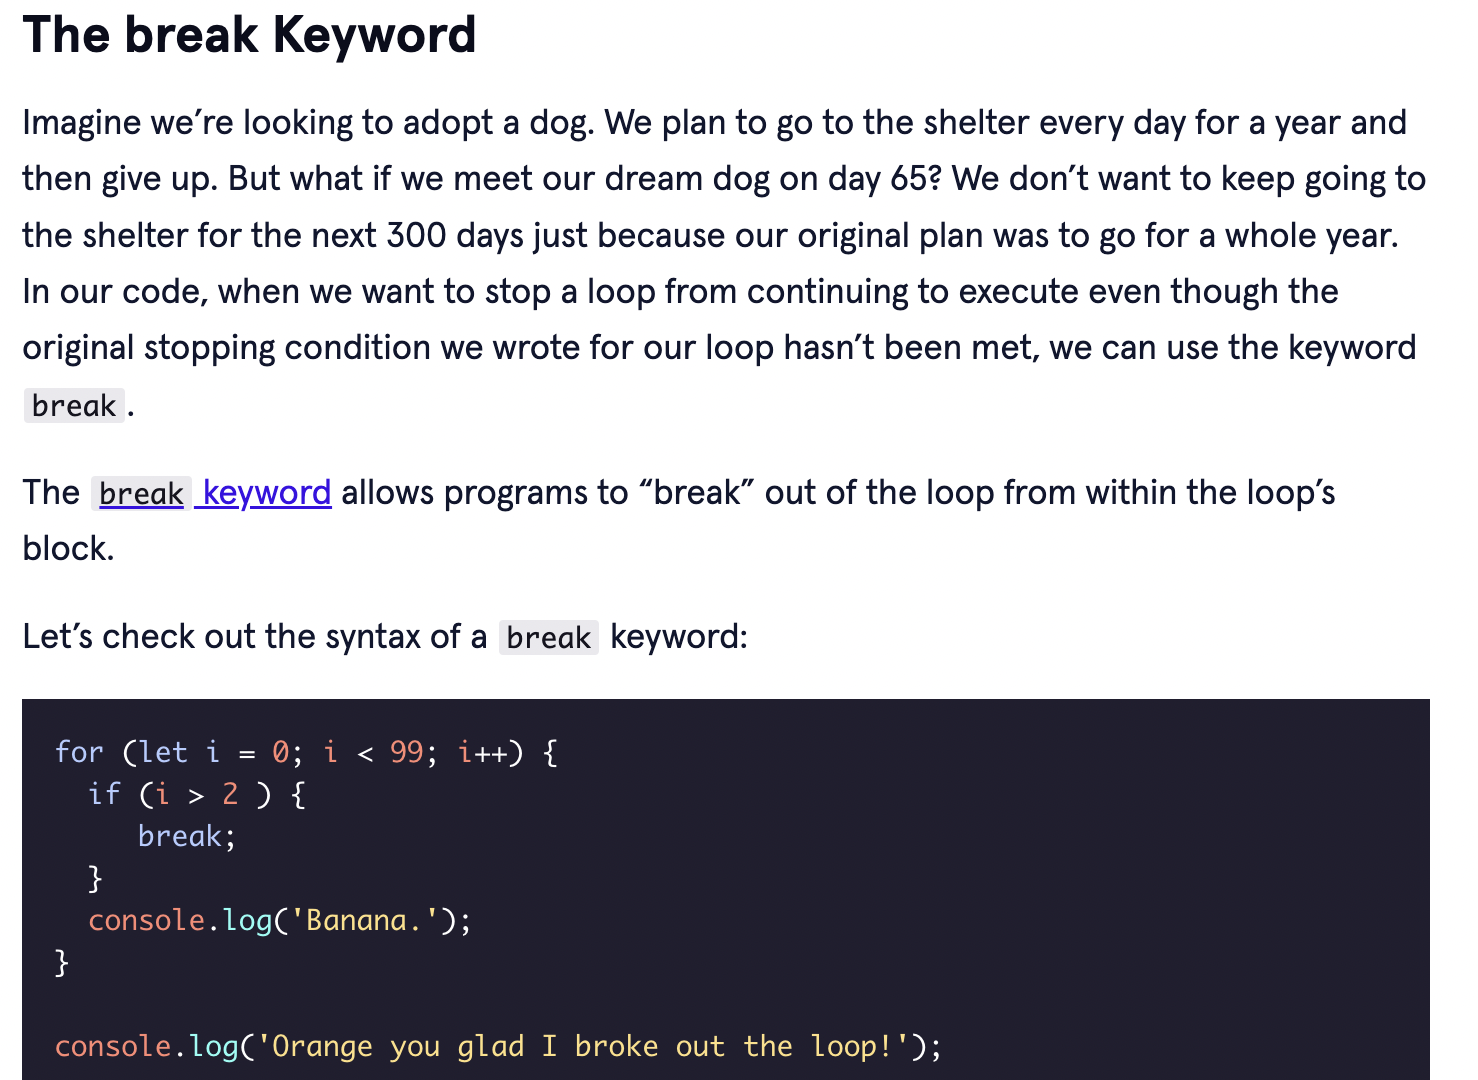 The break Keyword
Imagine we’re looking to adopt a dog. We plan to go to the shelter every day for a year and
then give up. But what if we meet our dream dog on day 65? We don’t want to keep going to
the shelter for the next 300 days just because our original plan was to go for a whole year.
In our code, when we want to stop a loop from continuing to execute even though the
original stopping condition we wrote for our loop hasn’t been met, we can use the keyword
break.
The break keyword allows programs to “break” out of the loop from within the loop’s
block.
Let’s check out the syntax of a break keyword:
for (let i = 0; i < 99; i++) {
  if (i > 2 ) {
     break;
  }
  console.log('Banana.');
}
console.log('Orange you glad I broke out the loop!');